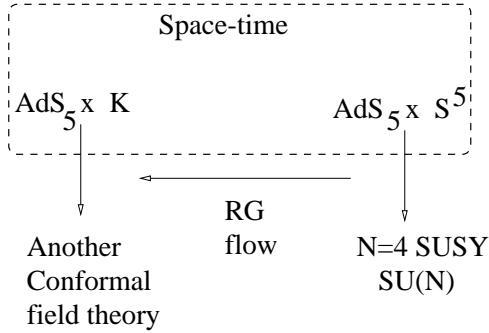 Space-time
AdS5 x K
AdS5 x S5
RG
flow
Another
Conformal
field theory
N=4 SUSY
SU(N)